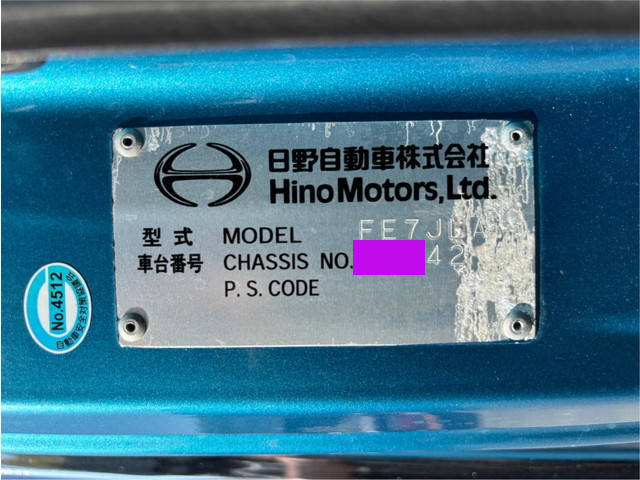 日野自動車株式会社
Hino Motors, Ltd.
型式 MODEL FE7JLA
車台番号 CHASSIS NO. 42
P. S. CODE
No.4512